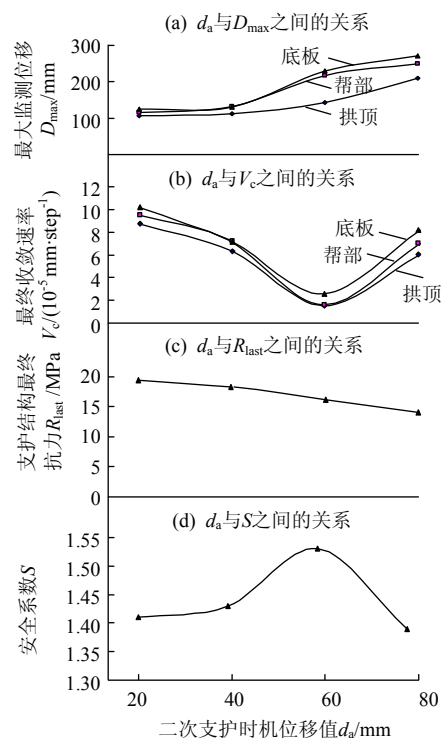 (a) dₐ与Dmax之间的关系
最大监测位移
Dmax/mm
300
200
100
底板
帮部
拱顶
(b) dₐ与Vc之间的关系
最终收敛速率
Vc/(10⁻⁵ mm·step⁻¹)
12
10
8
6
4
2
0
底板
帮部
拱顶
(c) dₐ与Rlast之间的关系
支护结构最终
抗力Rlast /MPa
20
15
10
5
0
(d) dₐ与S之间的关系
安全系数S
1.55
1.50
1.45
1.40
1.35
1.30
20 40 60 80
二次支护时机位移值dₐ/mm